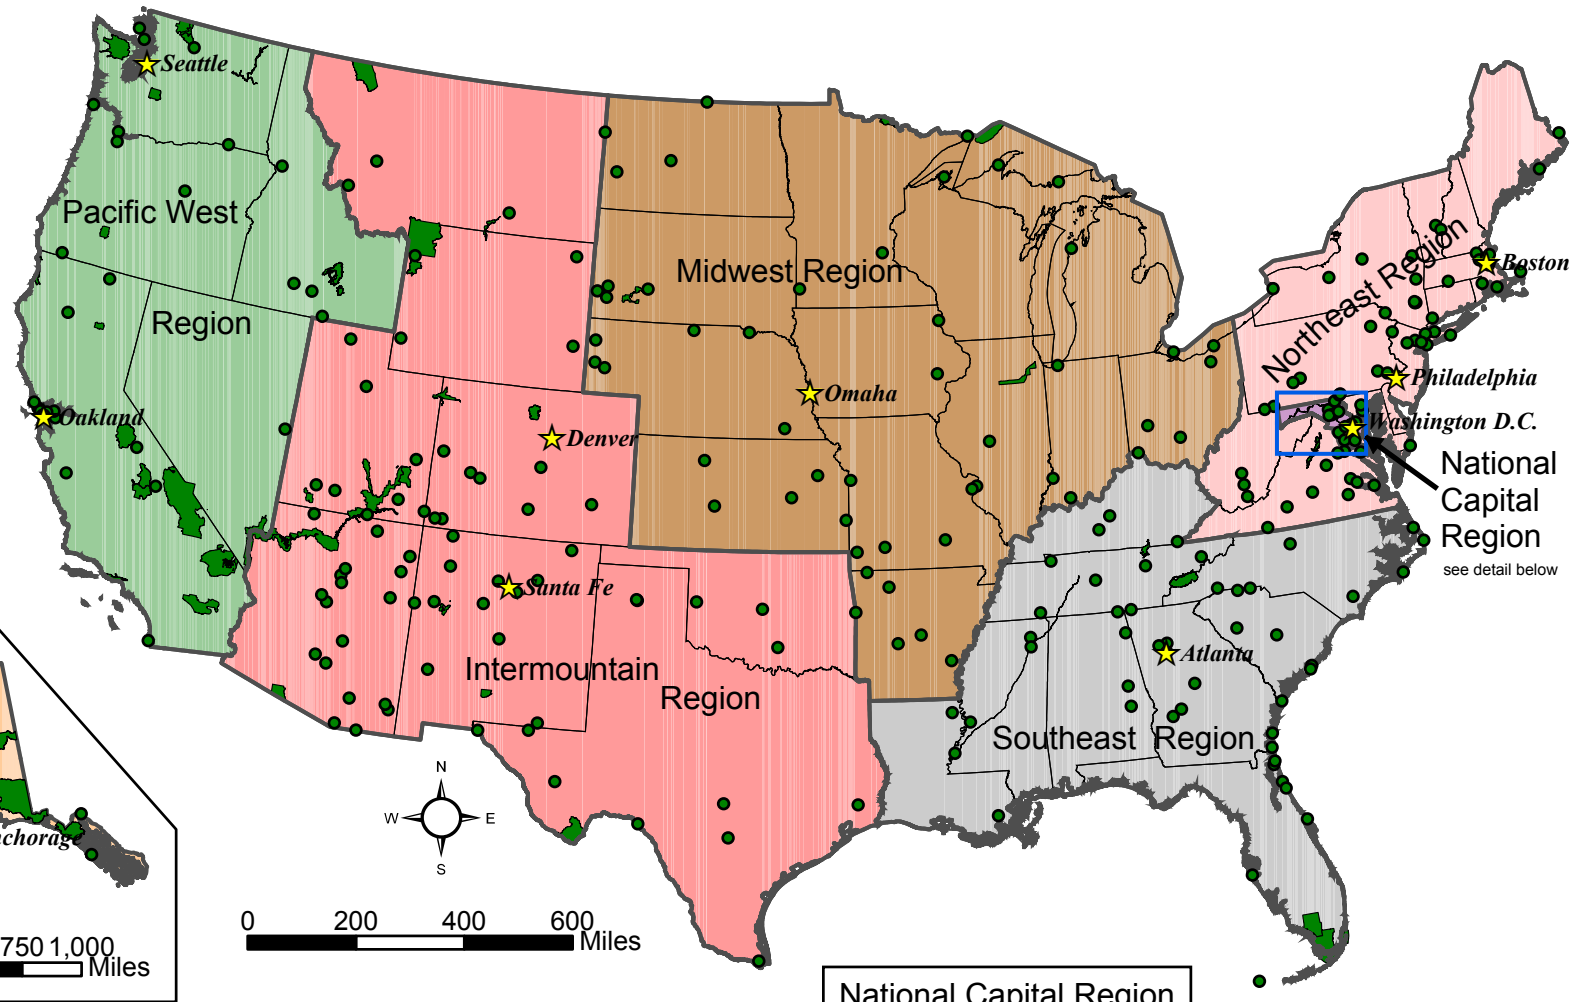 Seattle
Pacific West
Region
Oakland
Midwest Region
Omaha
Denver
Santa Fe
Intermountain
Region
Northeast Region
Boston
Philadelphia
Washington D.C.
National
Capital
Region
see detail below
Atlanta
Southeast Region
N
W
E
S
nchorage
0 200 400 600
Miles
750 1,000
Miles
National Capital Region